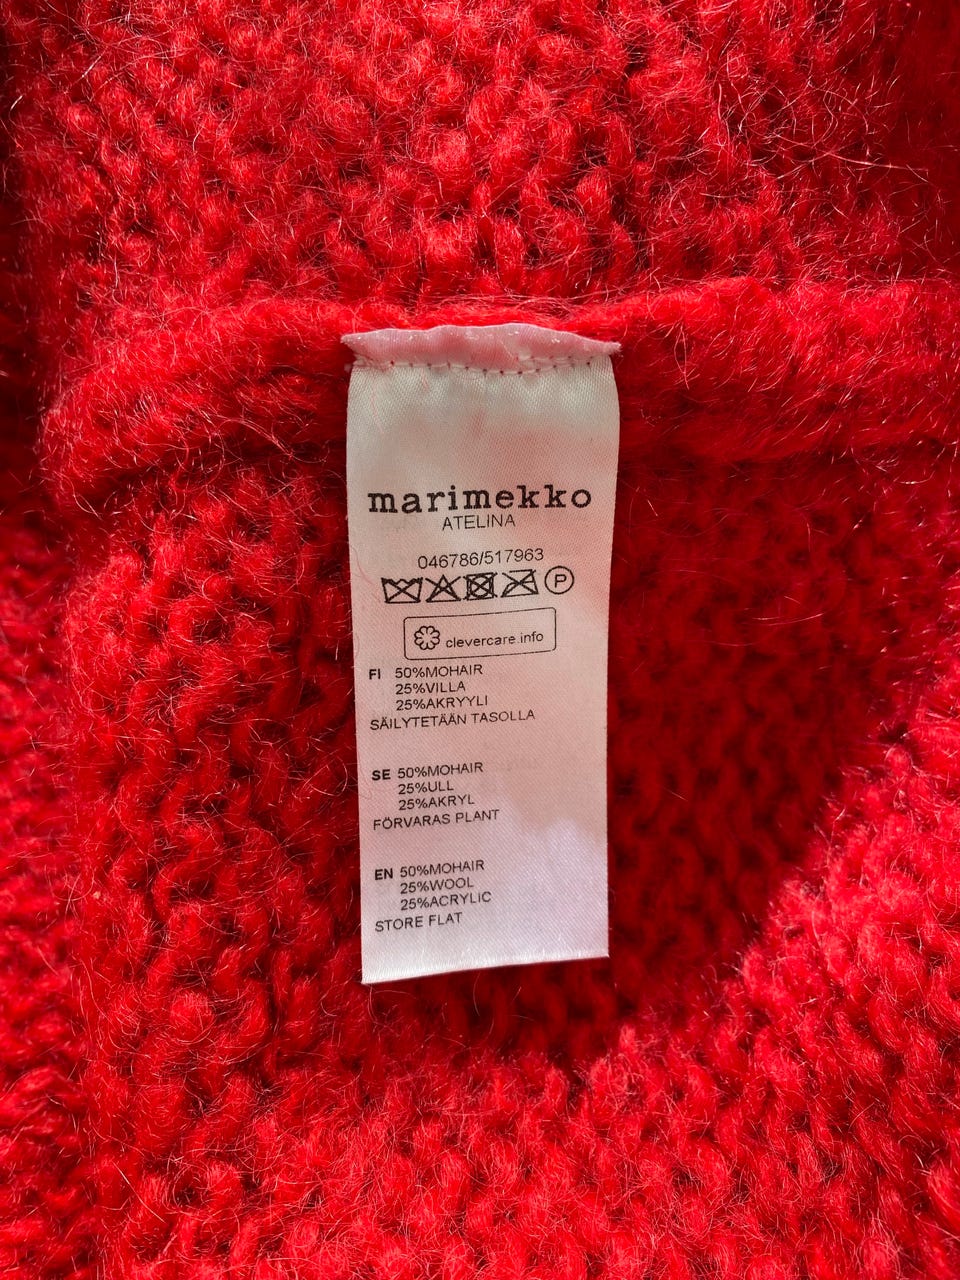 marimekko
ATELINA
046786/517963
P
clevercare.info
FI 50%MOHAIR
25%VILLA
25%AKRYYLI
SÄILYTETÄÄN TASOLLA
SE 50%MOHAIR
25%ULL
25%AKRYL
FÖRVARAS PLANT
EN 50%MOHAIR
25%WOOL
25%ACRYLIC
STORE FLAT